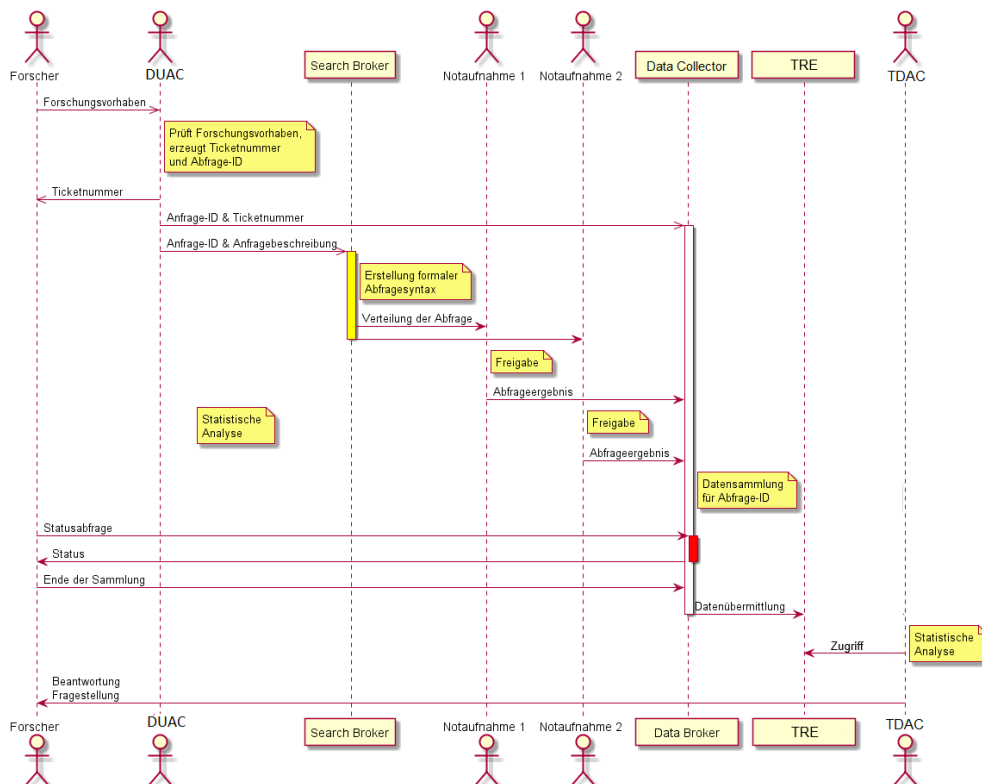 Forscher
DUAC
Search Broker
Notaufnahme 1
Notaufnahme 2
Data Collector
TRE
TDAC
Forschungsvorhaben
Prüft Forschungsvorhaben,
erzeugt Ticketnummer
und Abfrage-ID
Ticketnummer
Anfrage-ID & Ticketnummer
Anfrage-ID & Anfragebeschreibung
Erstellung formaler
Abfragesyntax
Verteilung der Abfrage
Freigabe
Abfrageergebnis
Statistische
Analyse
Freigabe
Abfrageergebnis
Datensammlung
für Abfrage-ID
Statusabfrage
Status
Ende der Sammlung
Datenübermittlung
Statistische
Analyse
Zugriff
Beantwortung
Fragestellung
Forscher
DUAC
Search Broker
Notaufnahme 1
Notaufnahme 2
Data Broker
TRE
TDAC